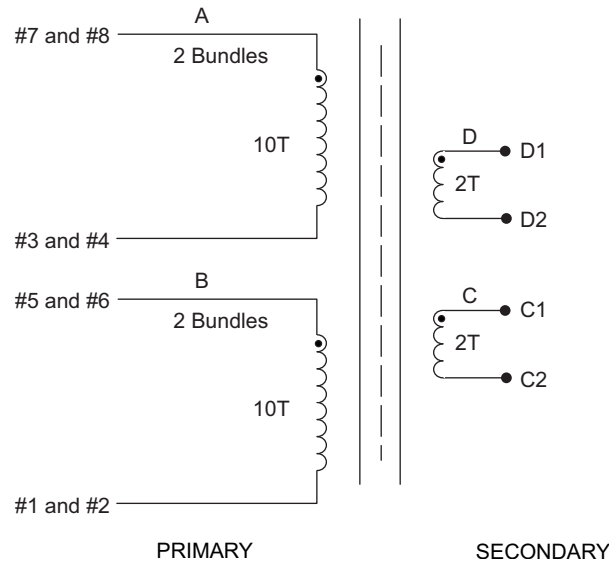 A
#7 and #8
2 Bundles
10T
#3 and #4
D
D1
2T
D2
B
#5 and #6
2 Bundles
10T
#1 and #2
C
C1
2T
C2
PRIMARY
SECONDARY